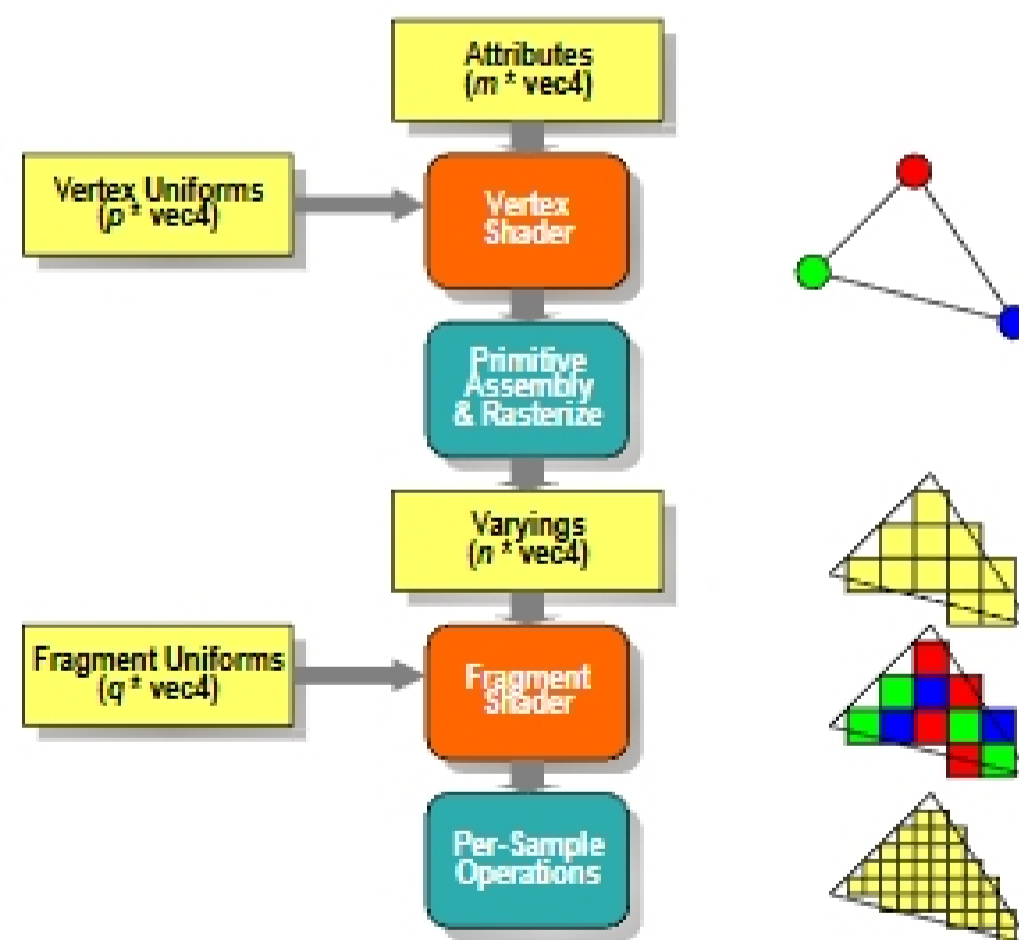 Attributes
(m * vec4)
Vertex Uniforms
(p * vec4)
Vertex
Shader
Primitive
Assembly
& Rasterize
Varyings
(n * vec4)
Fragment Uniforms
(q * vec4)
Fragment
Shader
Per-Sample
Operations